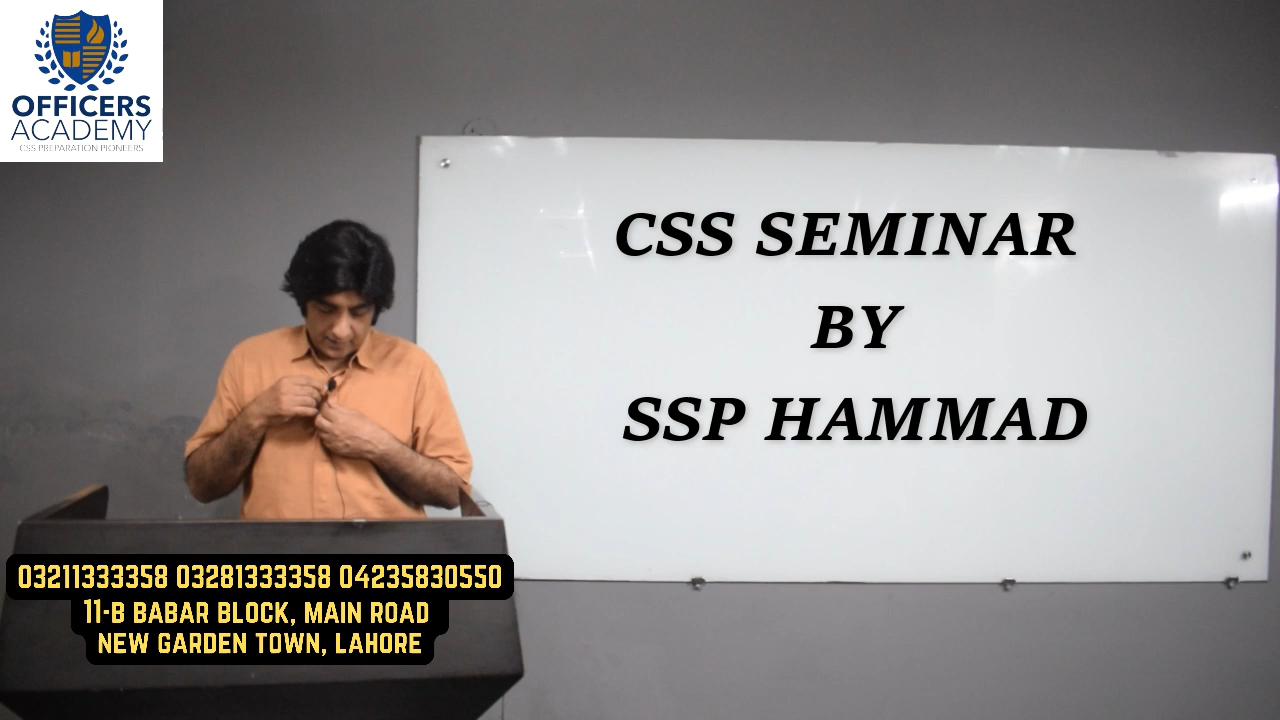 OFFICERS
ACADEMY
CSS PREPARATION PIONEERS
CSS SEMINAR
BY
SSP HAMMAD
03211333358 03281333358 04235830550
11-B BABAR BLOCK, MAIN ROAD
NEW GARDEN TOWN, LAHORE